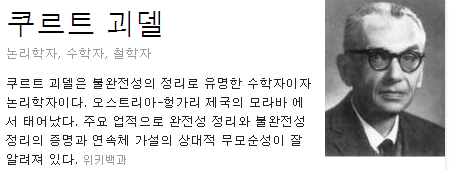 쿠르트 괴델
논리학자, 수학자, 철학자
쿠르트 괴델은 불완전성의 정리로 유명한 수학자이자
논리학자이다. 오스트리아-헝가리 제국의 모라바 에
서 태어났다. 주요 업적으로 완전성 정리와 불완전성
정리의 증명과 연속체 가설의 상대적 무모순성이 잘
알려져 있다. 위키백과